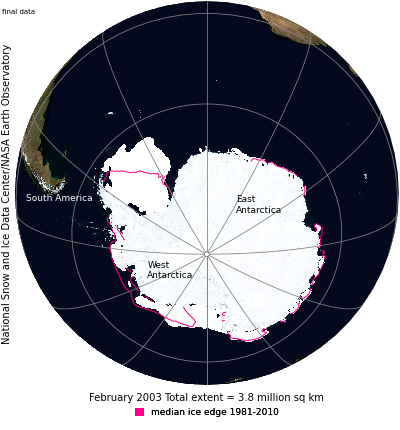 final data
National Snow and Ice Data Center/NASA Earth Observatory
South America
East
Antarctica
West
Antarctica
February 2003 Total extent = 3.8 million sq km
median ice edge 1981-2010